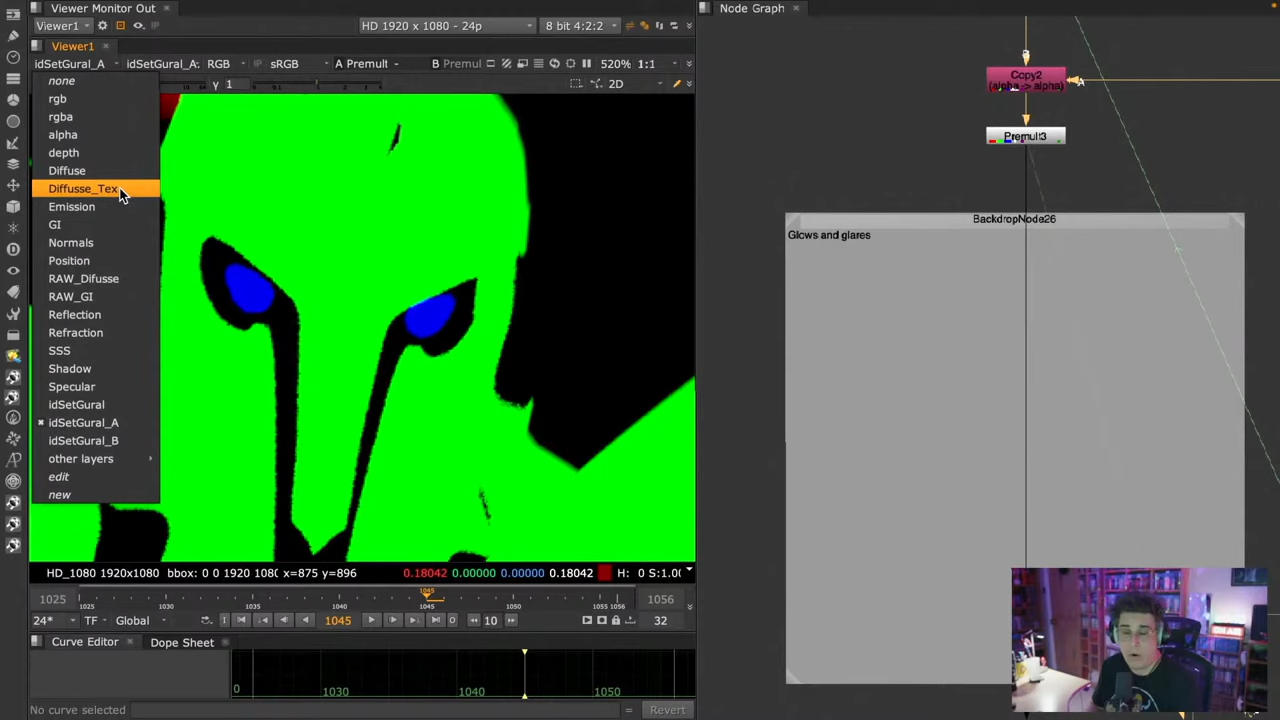 Viewer Monitor Out
Node Graph
Viewer1
HD 1920 x 1080 - 24p
8 bit 4:2:2
Viewer1
idSetGural_A
idSetGural_A.
RGB
sRGB
A Premult
B Premul
520%
1:1
γ 1
2D
none
rgb
rgba
alpha
depth
Diffuse
Diffusse_Tex
Emission
GI
Normals
Position
RAW_Difusse
RAW_GI
Reflection
Refraction
SSS
Shadow
Specular
idSetGural
idSetGural_A
idSetGural_B
other layers
edit
new
B
Copy2
(alpha -> alpha)
A
Premult3
BackdropNode26
Glows and glares
HD_1080 1920x1080 bbox: 0 0 1920 1080 x=875 y=896 0.18042 0.00000 0.00000 0.18042 H: 0 S:1.00
1025
1025 1030 1035 1040 1045 1050 1055 1056
1045
1056
24*
TF
Global
1045
10
32
Curve Editor
Dope Sheet
0 1030 1040 1050
No curve selected
=
Revert